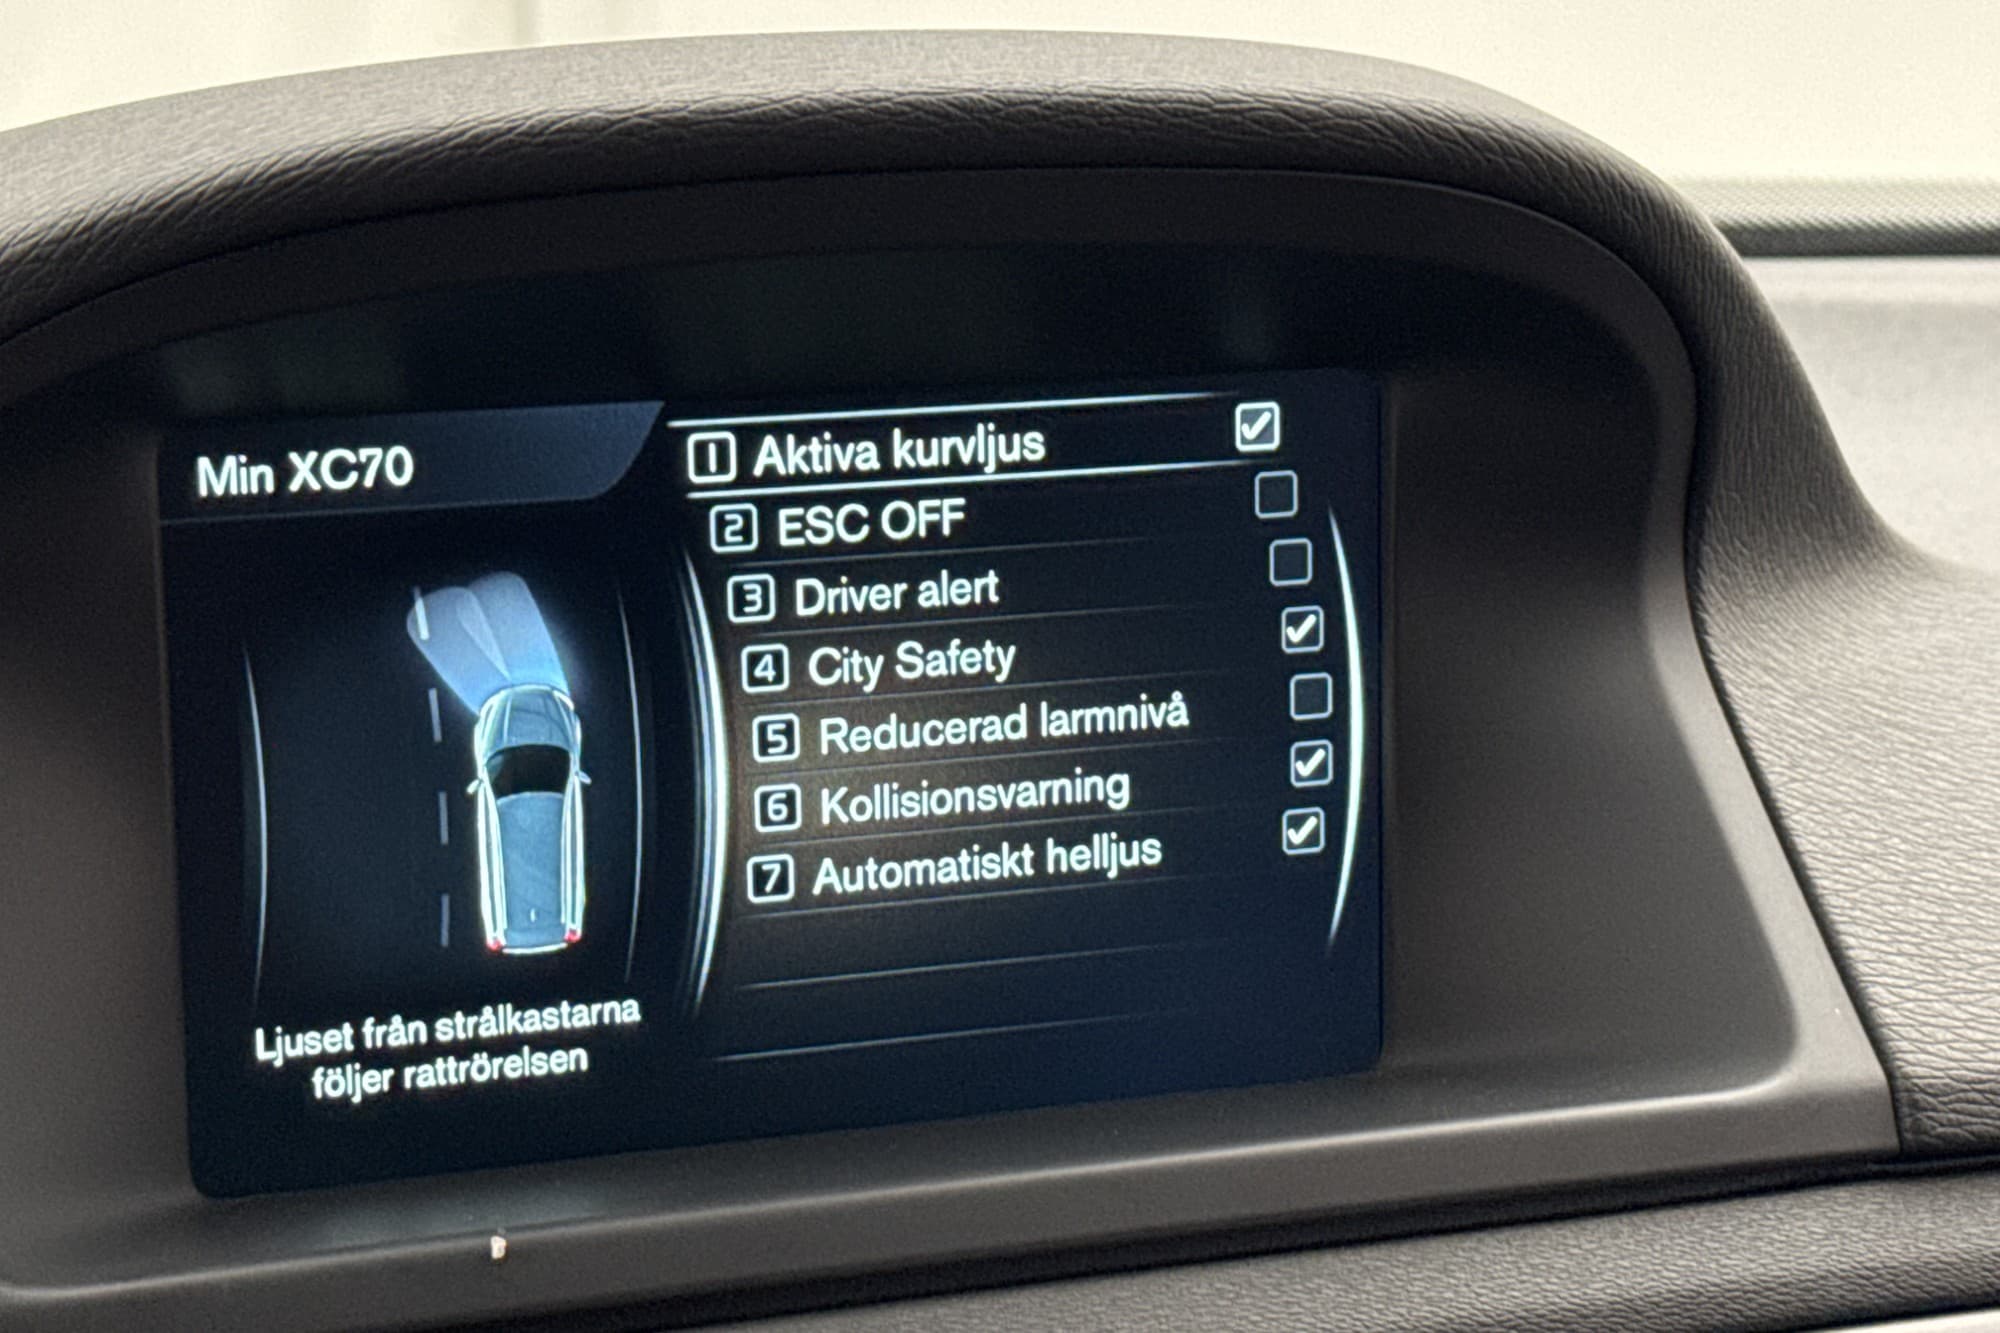 Min XC70
1 Aktiva kurvljus
2 ESC OFF
3 Driver alert
4 City Safety
5 Reducerad larmnivå
6 Kollisionsvarning
7 Automatiskt helljus
Ljuset från strålkastarna
följer rattrörelsen